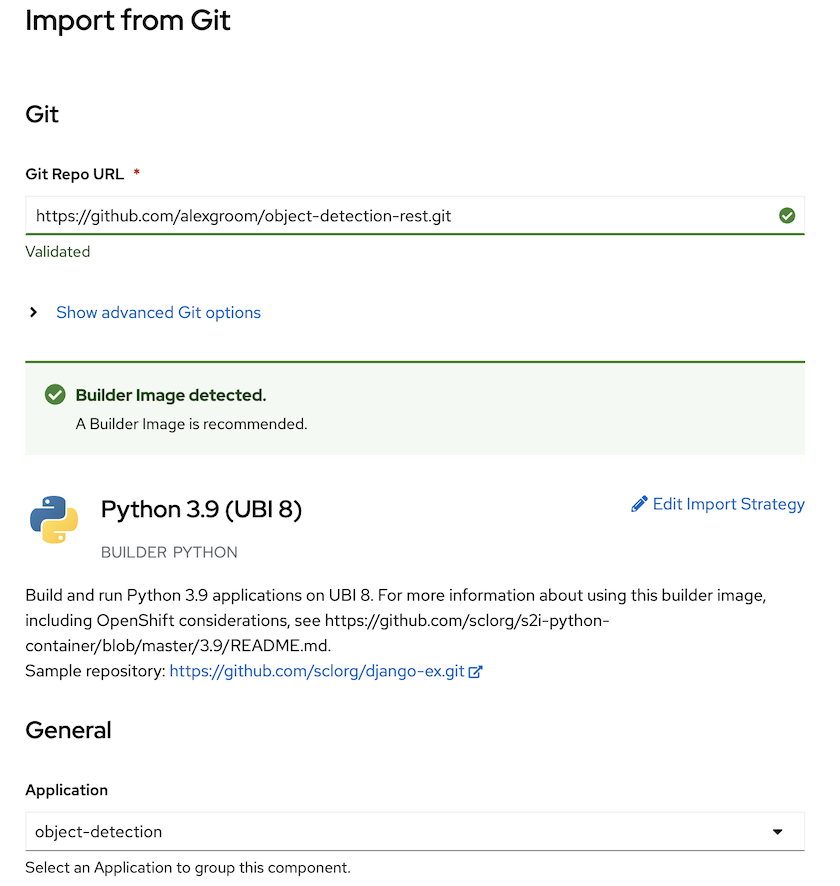 Import from Git
Git
Git Repo URL *
https://github.com/alexgroom/object-detection-rest.git
Validated
Show advanced Git options
Builder Image detected.
A Builder Image is recommended.
Python 3.9 (UBI 8)
Edit Import Strategy
BUILDER PYTHON
Build and run Python 3.9 applications on UBI 8. For more information about using this builder image,
including OpenShift considerations, see https://github.com/sclorg/s2i-python-
container/blob/master/3.9/README.md.
Sample repository: https://github.com/sclorg/django-ex.git
General
Application
object-detection
Select an Application to group this component.